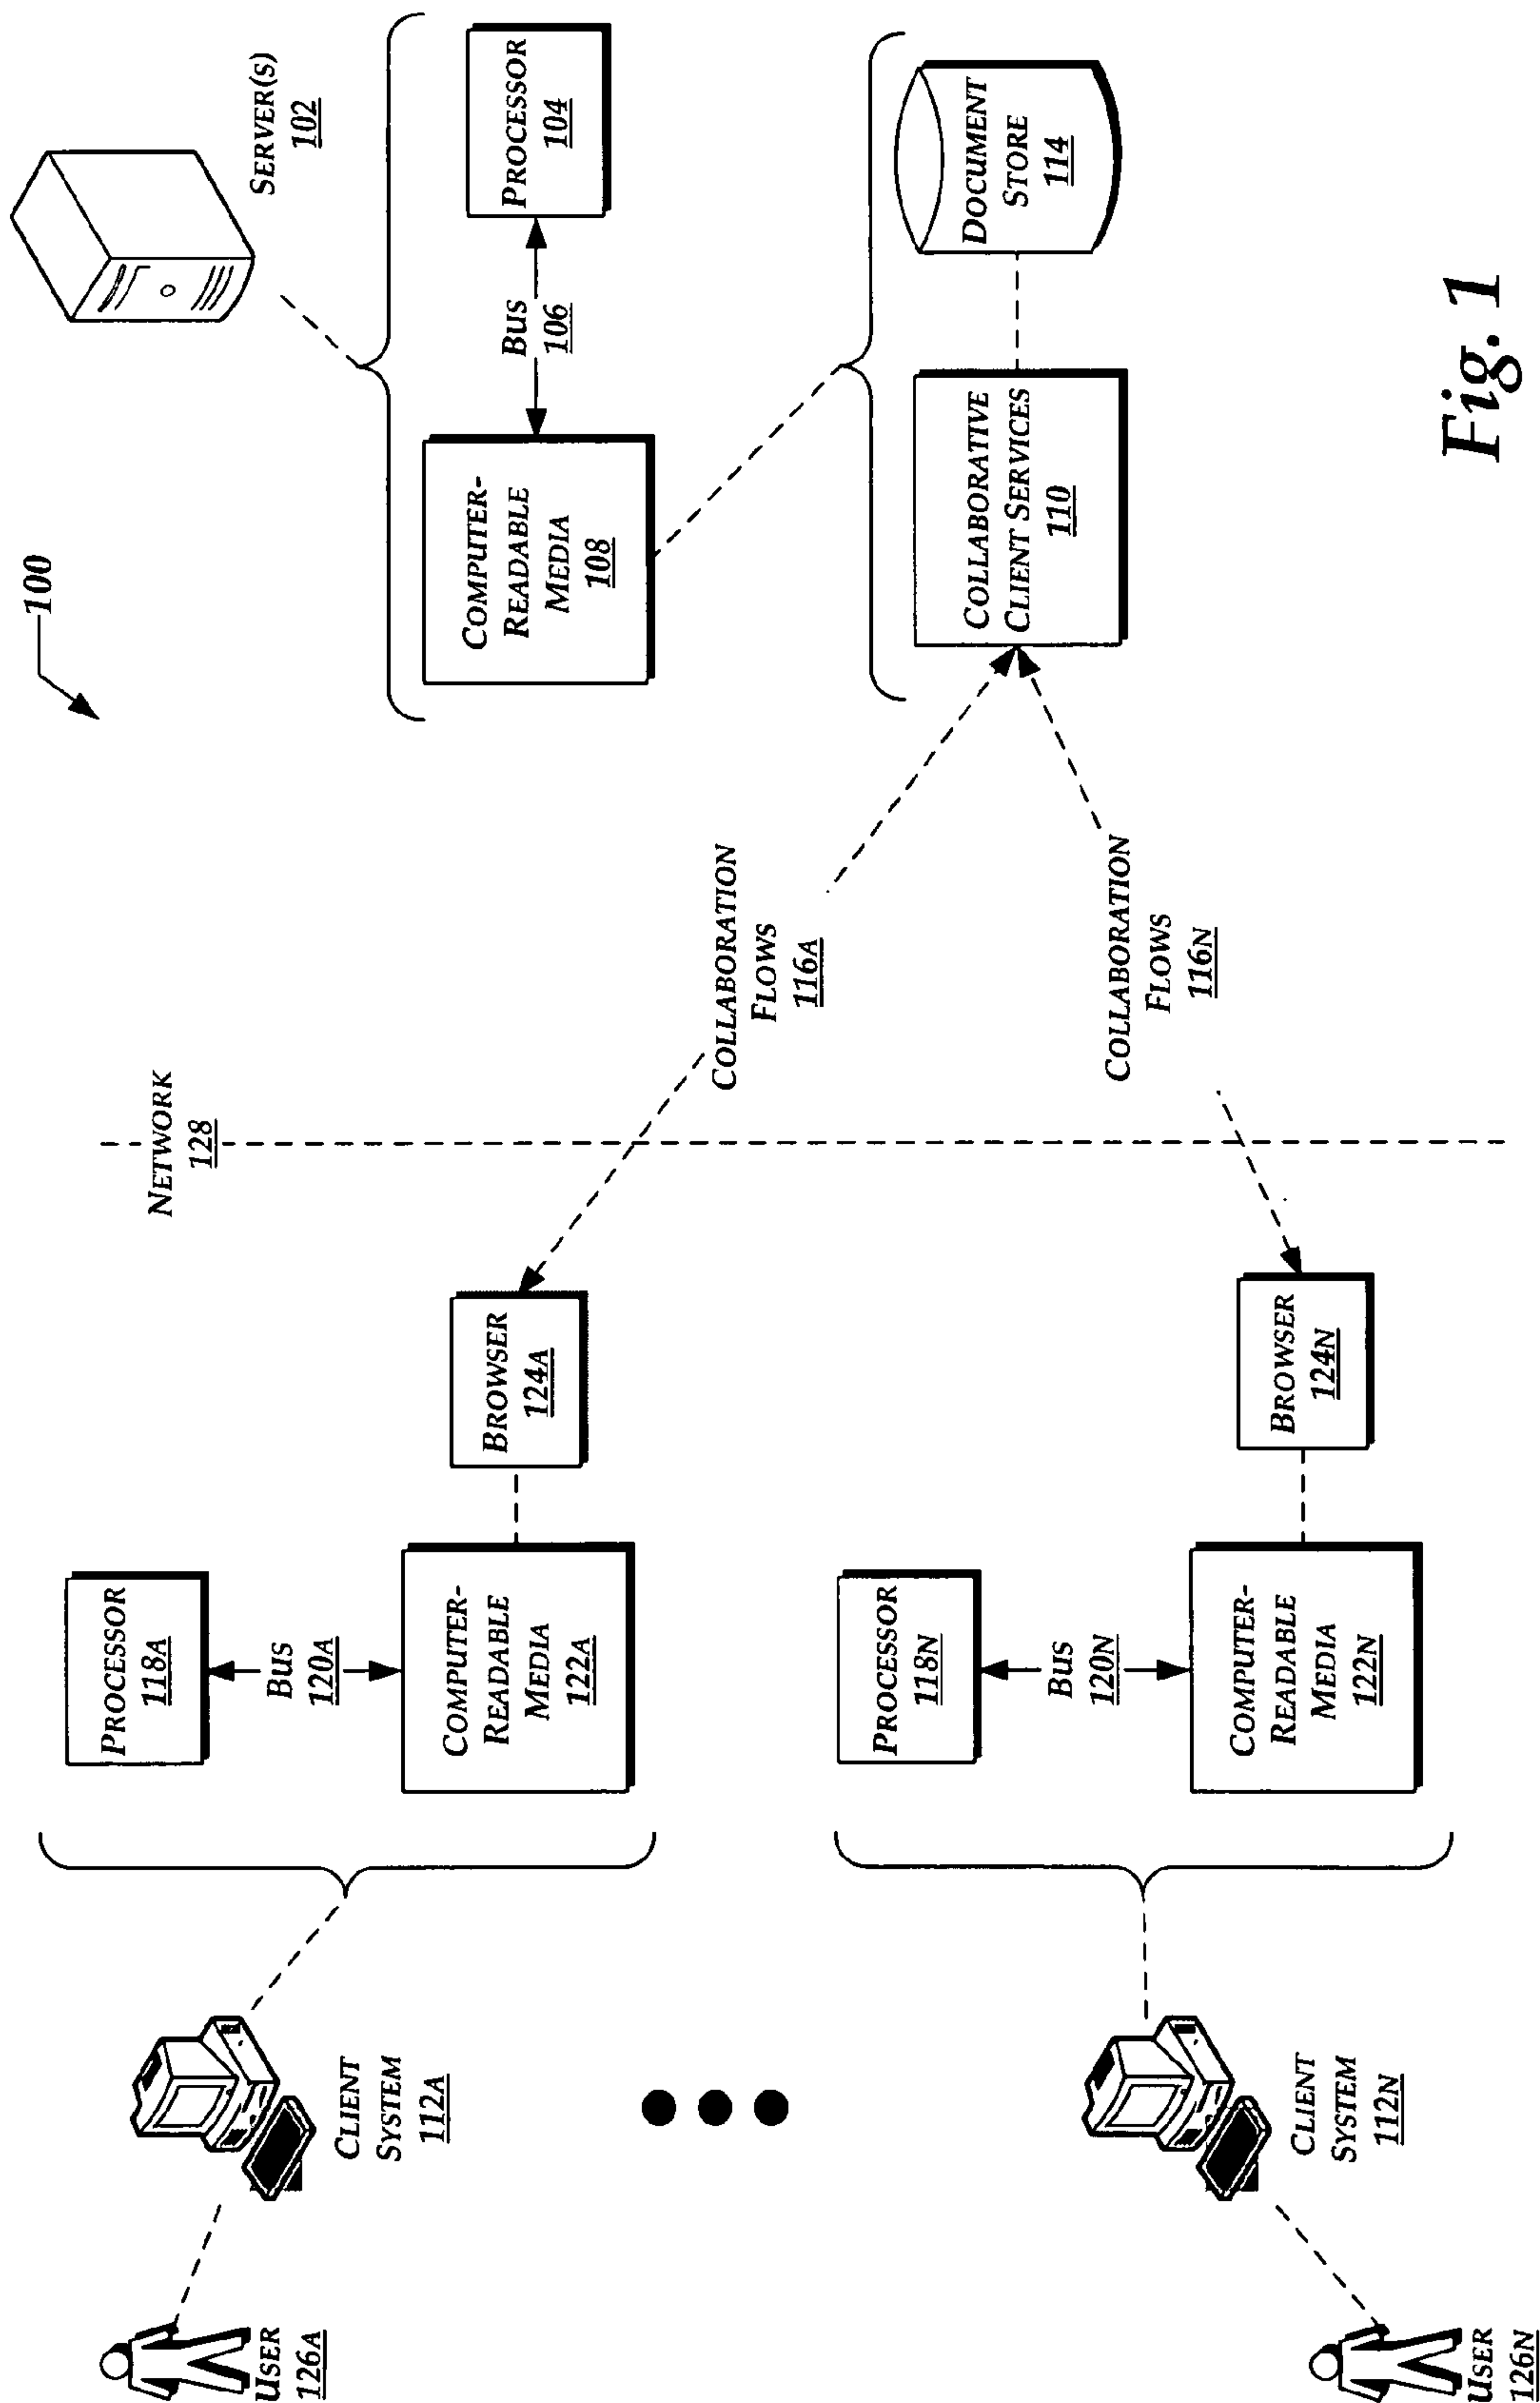 100
SERVER(S)
102
NETWORK
128
USER
126A
CLIENT
SYSTEM
112A
PROCESSOR
118A
BUS
120A
COMPUTER-
READABLE
MEDIA
122A
BROWSER
124A
COLLABORATION
FLOWS
116A
COMPUTER-
READABLE
MEDIA
108
BUS
106
PROCESSOR
104
COLLABORATIVE
CLIENT SERVICES
110
DOCUMENT
STORE
114
USER
126N
CLIENT
SYSTEM
112N
PROCESSOR
118N
BUS
120N
COMPUTER-
READABLE
MEDIA
122N
BROWSER
124N
COLLABORATION
FLOWS
116N
Fig. 1